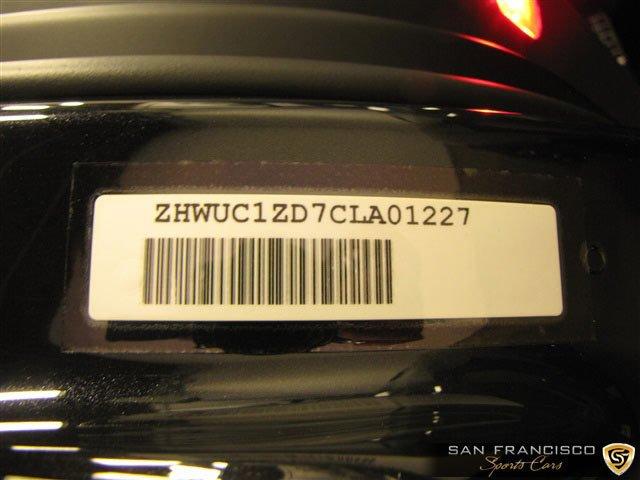 ZHWUC1ZD7CLA01227
SAN FRANCISCO
Sports Cars
S